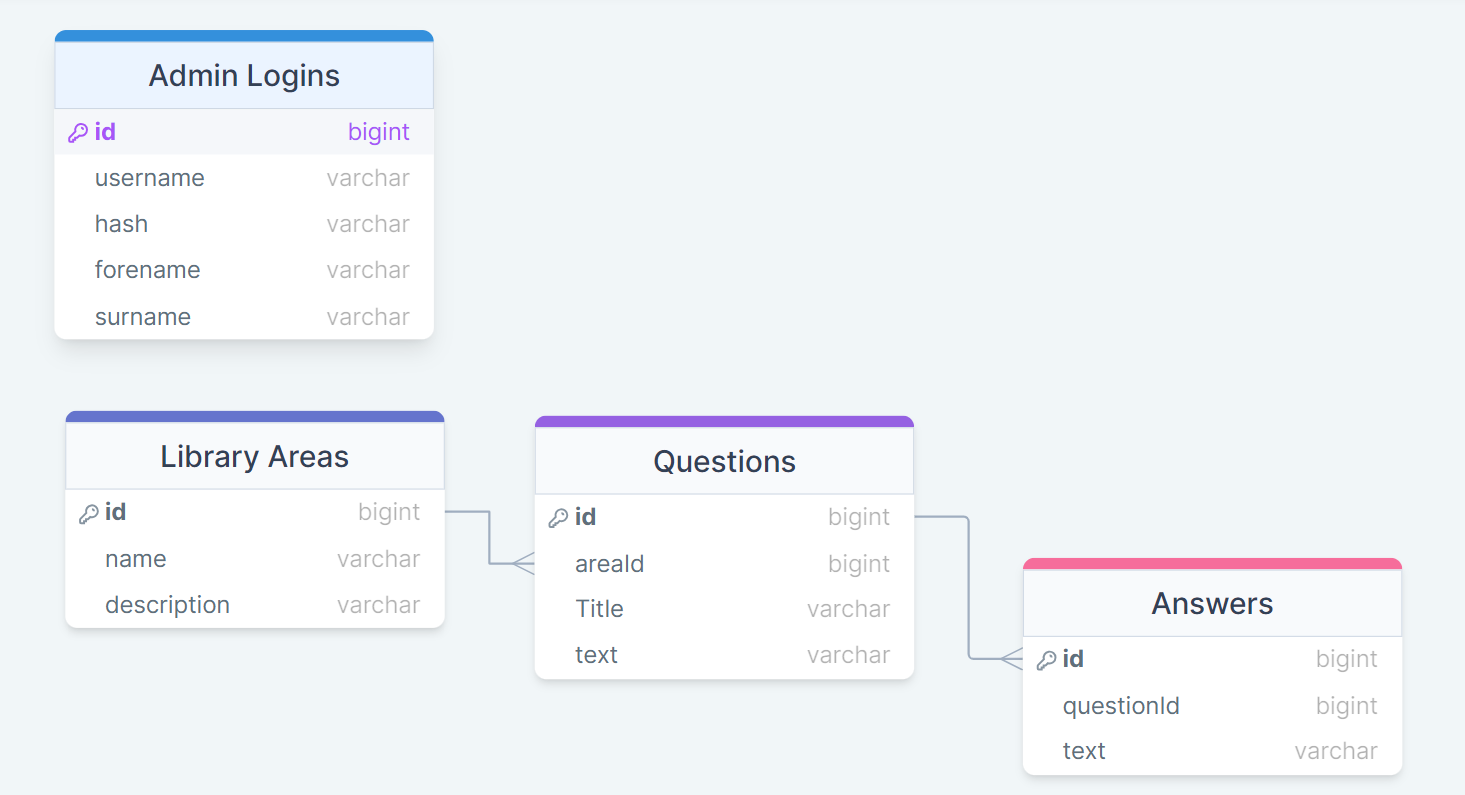 Admin Logins
id bigint
username varchar
hash varchar
forename varchar
surname varchar
Library Areas
id bigint
name varchar
description varchar
Questions
id bigint
areaId bigint
Title varchar
text varchar
Answers
id bigint
questionId bigint
text varchar